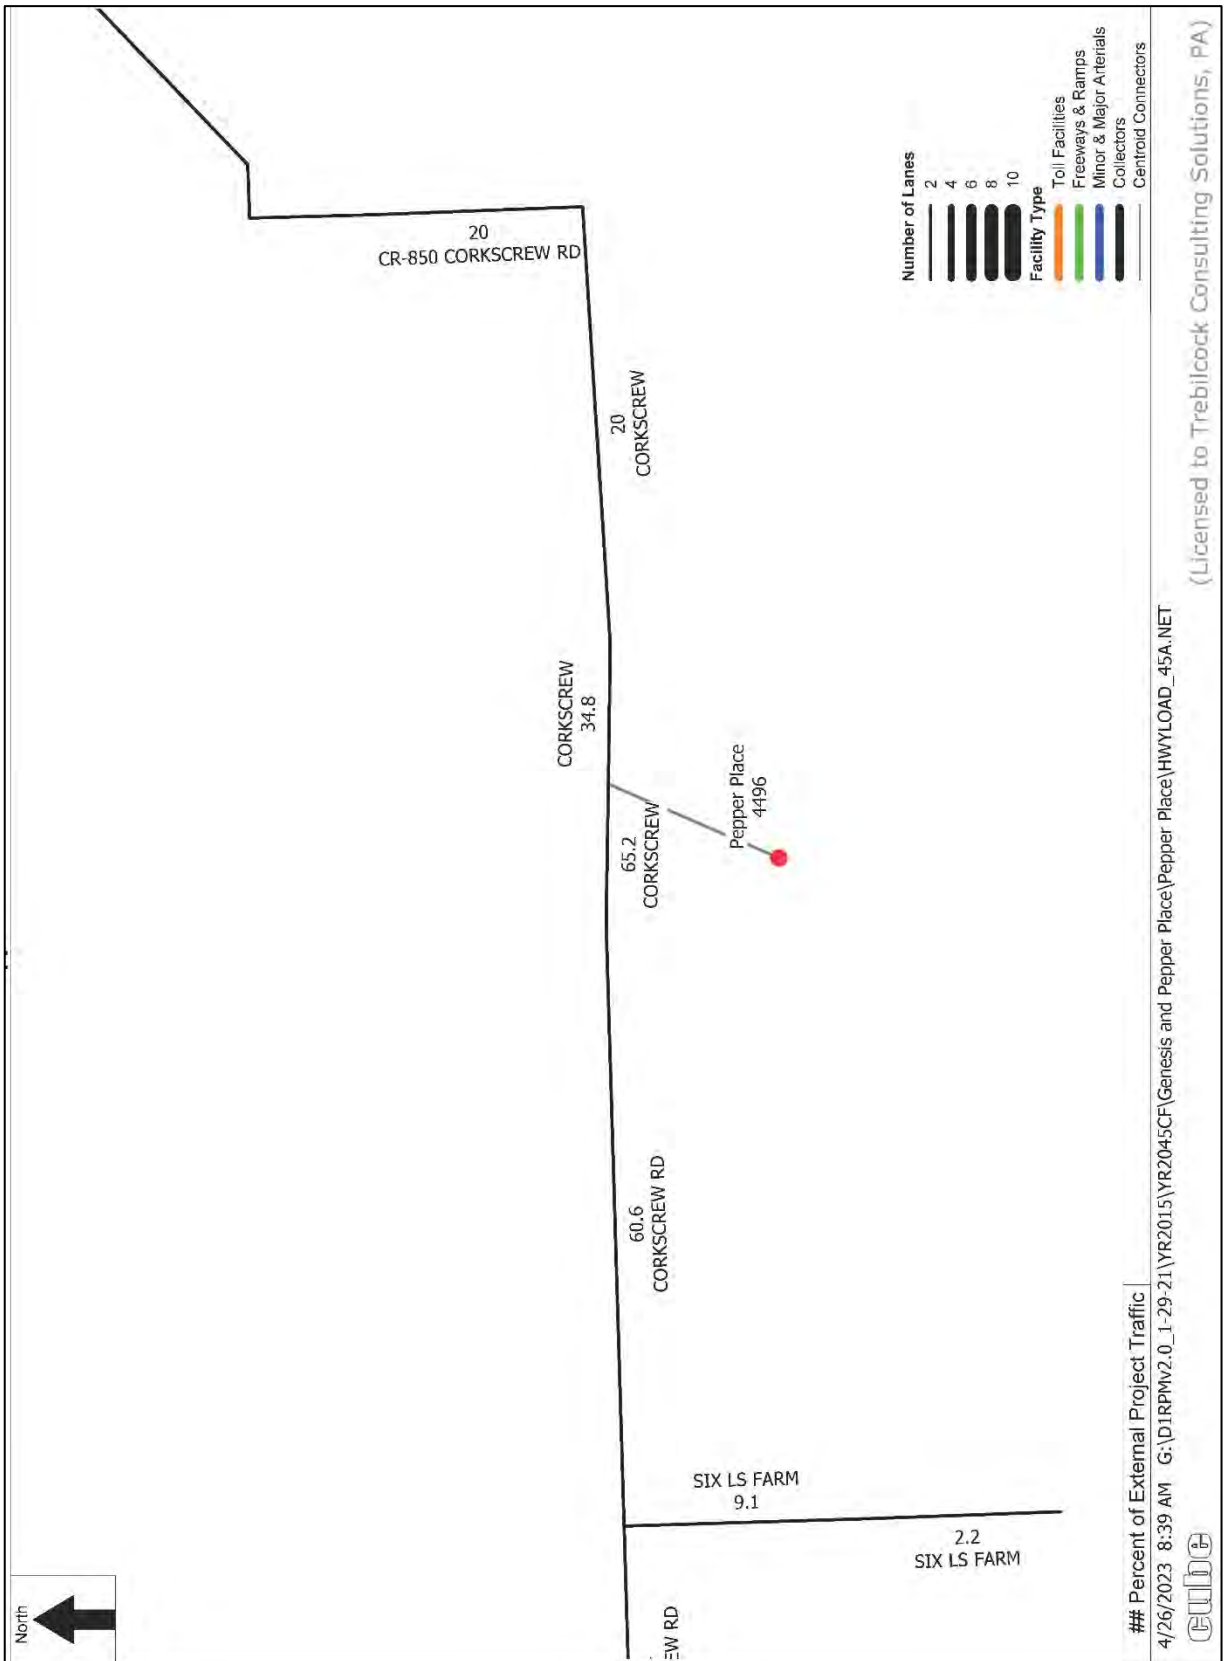 North
20
CR-850 CORKSCREW RD
20
CORKSCREW
CORKSCREW
34.8
65.2
CORKSCREW
Pepper Place
4496
60.6
CORKSCREW RD
SIX LS FARM
9.1
2.2
SIX LS FARM
EW RD
Number of Lanes
2
4
6
8
10
Facility Type
Toll Facilities
Freeways & Ramps
Minor & Major Arterials
Collectors
Centroid Connectors
## Percent of External Project Traffic
4/26/2023 8:39 AM G:\D1RPMv2.0_1-29-21\YR2015\YR2045CF\Genesis and Pepper Place\Pepper Place\HWYLOAD_45A.NET
cube
(Licensed to Trebilcock Consulting Solutions, PA)